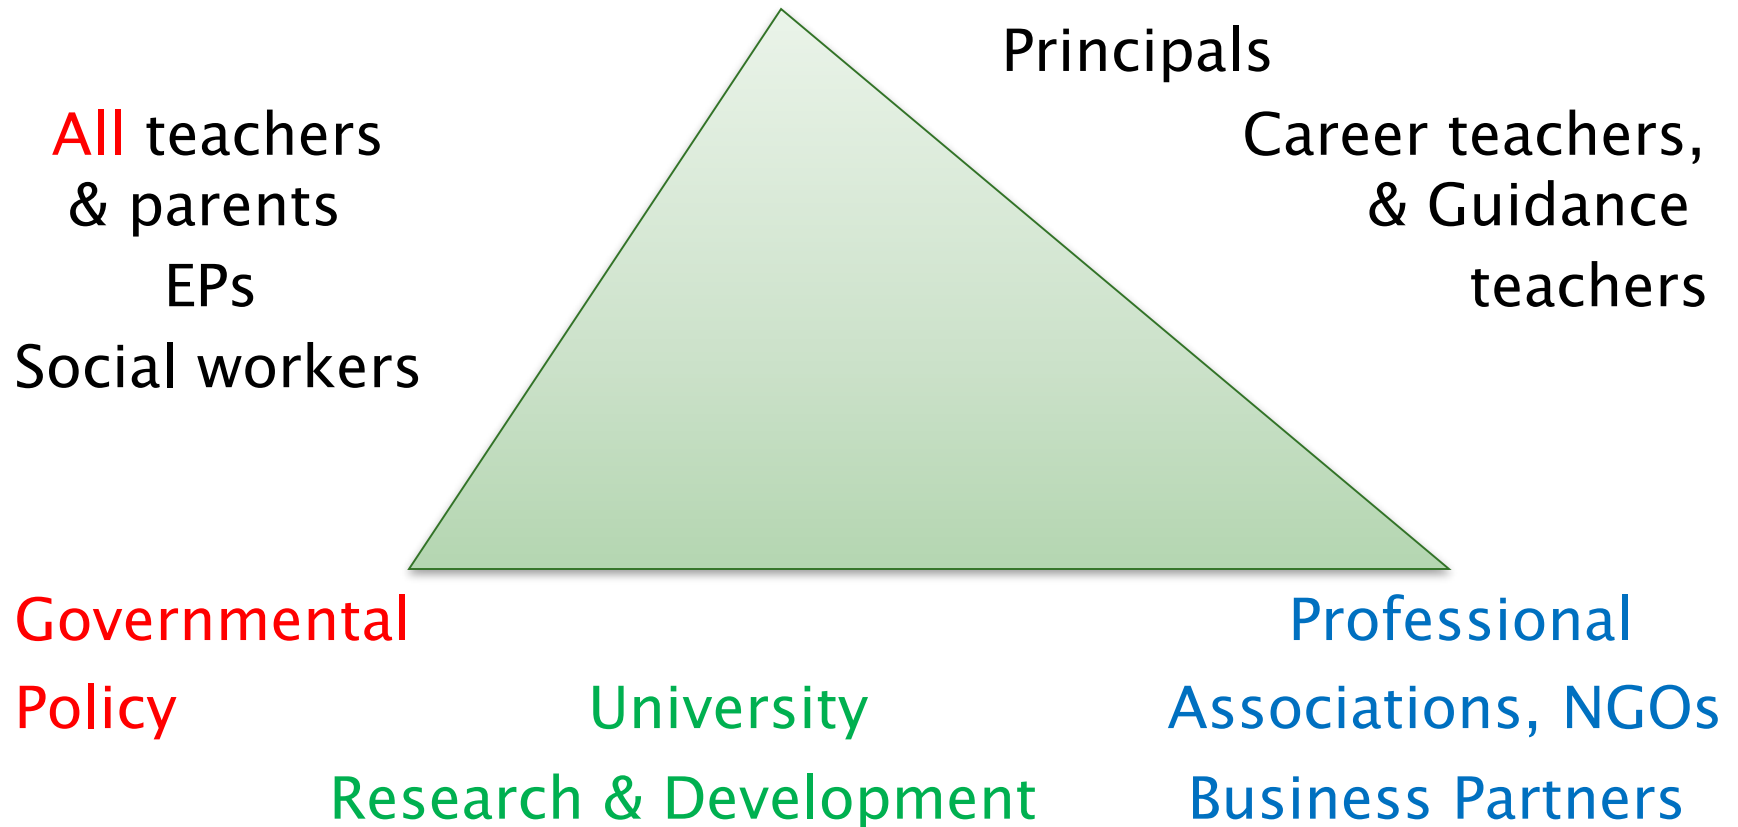 Principals
All teachers
& parents
EPs
Social workers
Career teachers,
& Guidance
teachers
Governmental
Policy
University
Research & Development
Professional
Associations, NGOs
Business Partners